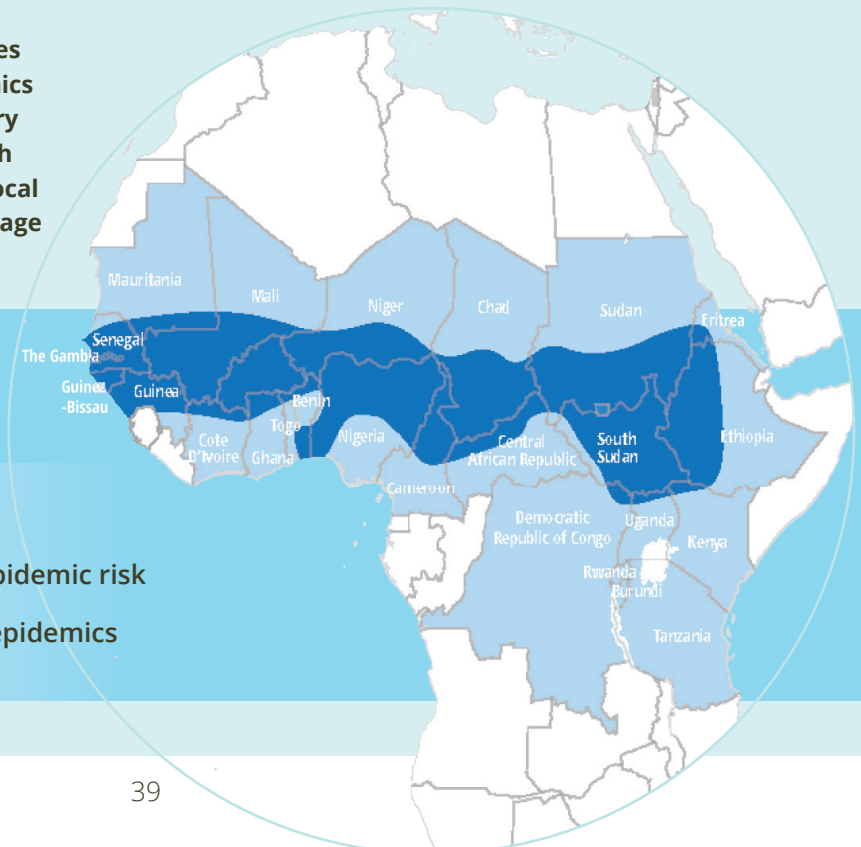 es
ics
ry
h
ocal
age
Mauritania
Mali
Niger
Chad
Sudan
Eritrea
Senegal
The Gambia
Guinea
-Bissau
Guinea
Benin
Togo
Cote
D'Ivoire
Ghana
Nigeria
Central
African Republic
South
Sudan
Ethiopia
Cameroon
Democratic
Republic of Congo
Uganda
Kenya
Rwanda
Burundi
Tanzania
pidemic risk
epidemics
39